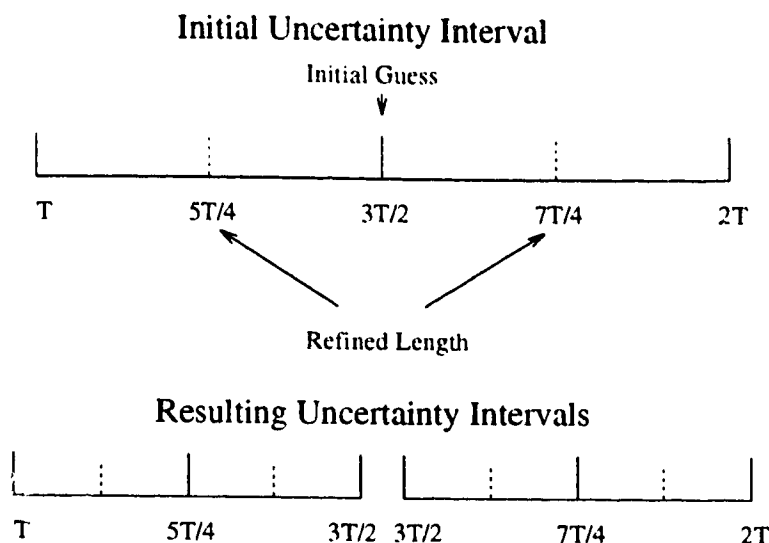 Initial Uncertainty Interval
Initial Guess
T 5T/4 3T/2 7T/4 2T
Refined Length
Resulting Uncertainty Intervals
T 5T/4 3T/2 3T/2 7T/4 2T